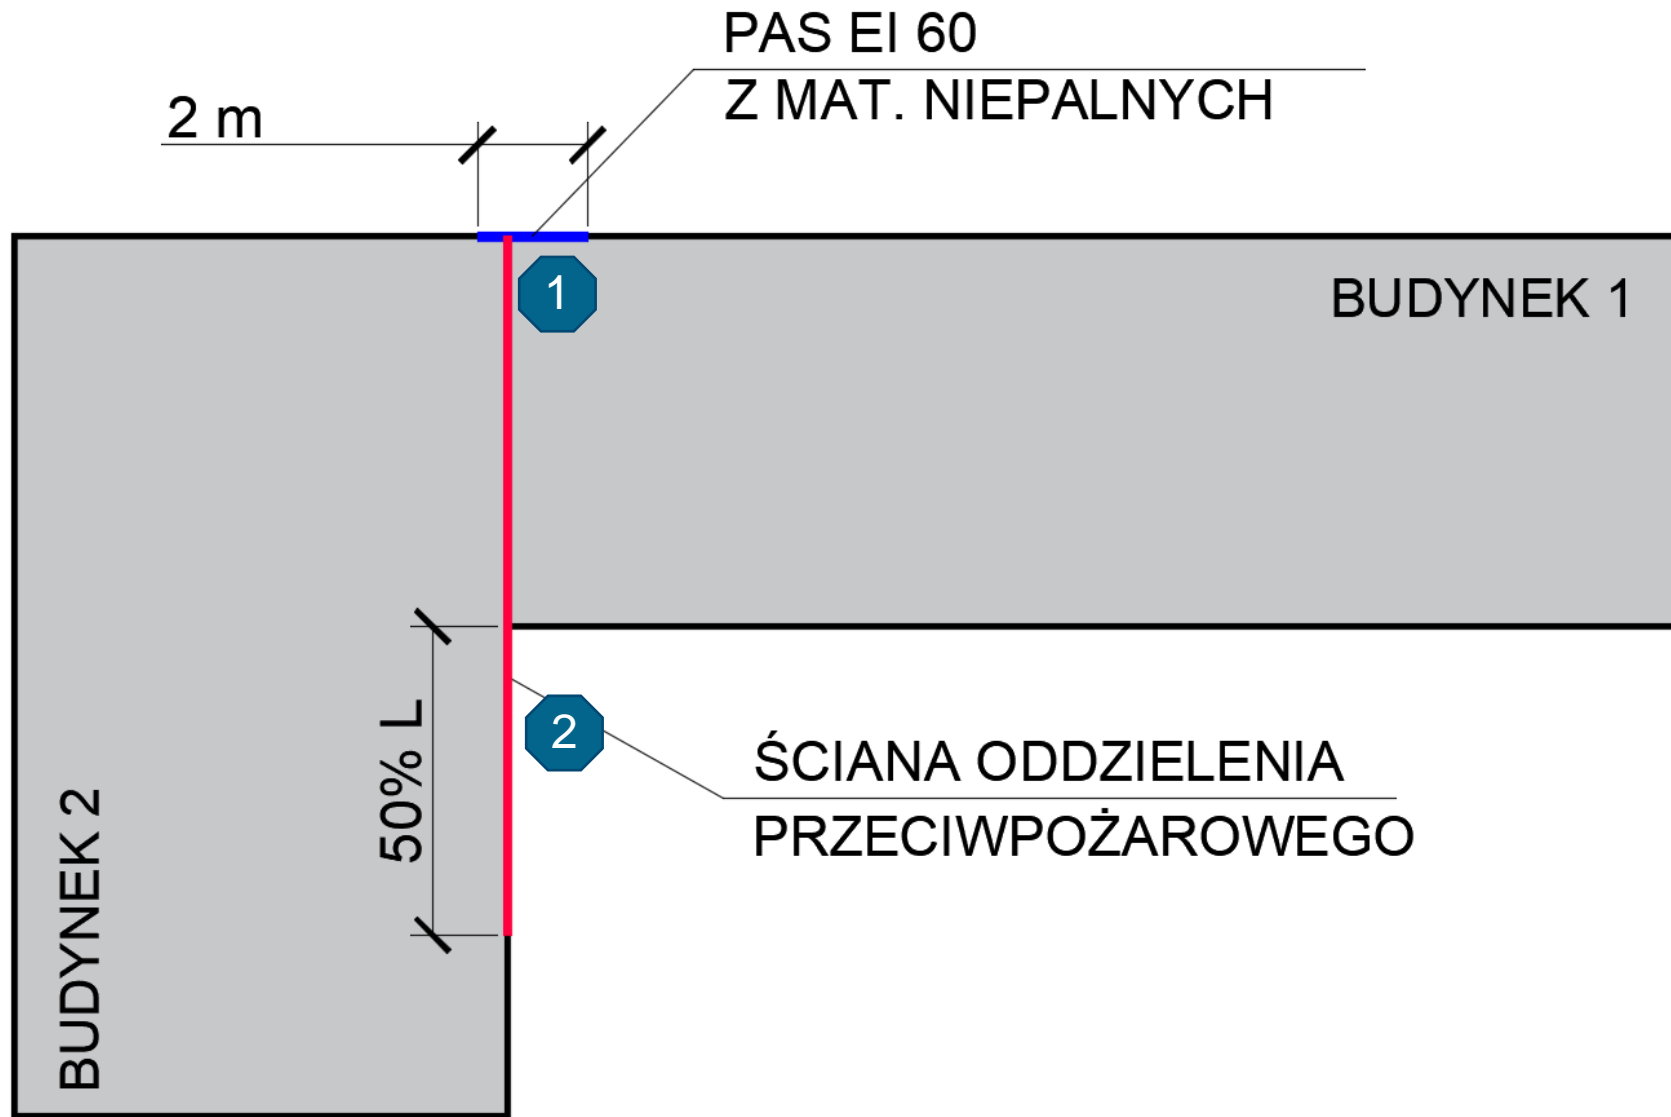 PAS EI 60
Z MAT. NIEPALNYCH
2 m
1
BUDYNEK 1
2
50% L
ŚCIANA ODDZIELENIA
PRZECIWPOŻAROWEGO
BUDYNEK 2